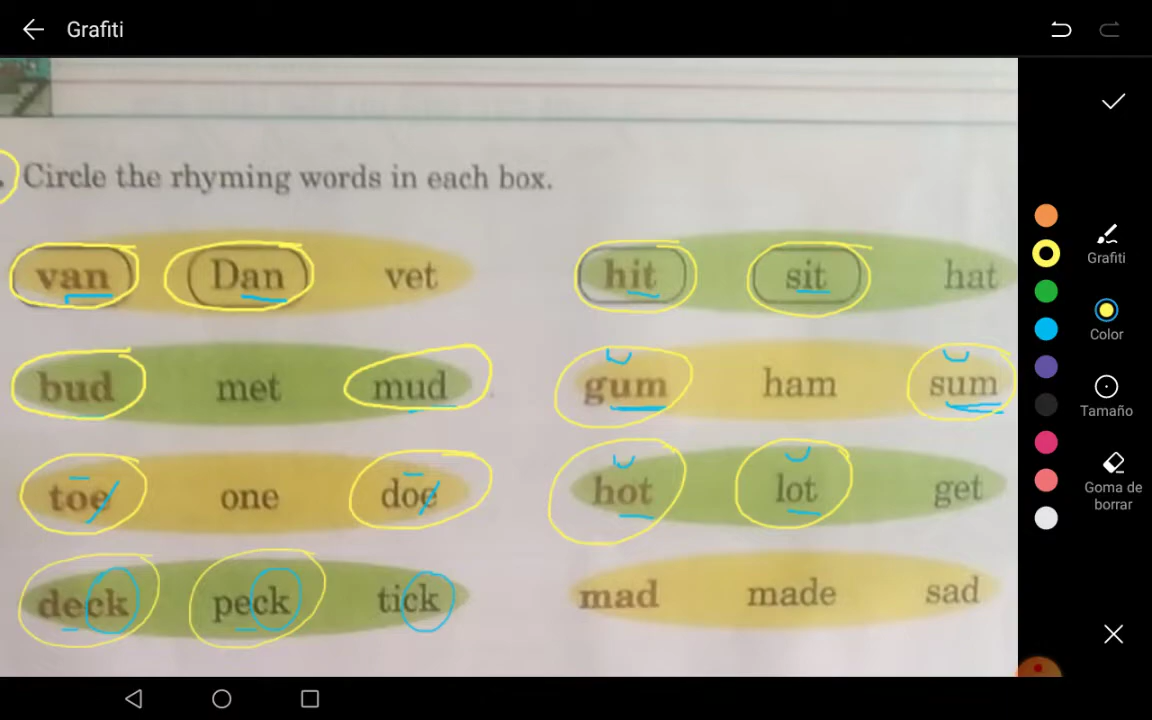 Grafiti
. Circle the rhyming words in each box.
van Dan vet
hit sit hat
bud met mud
gum ham sum
toe one doe
hot lot get
deck peck tick
mad made sad
Grafiti
Color
Tamaño
Goma de
borrar